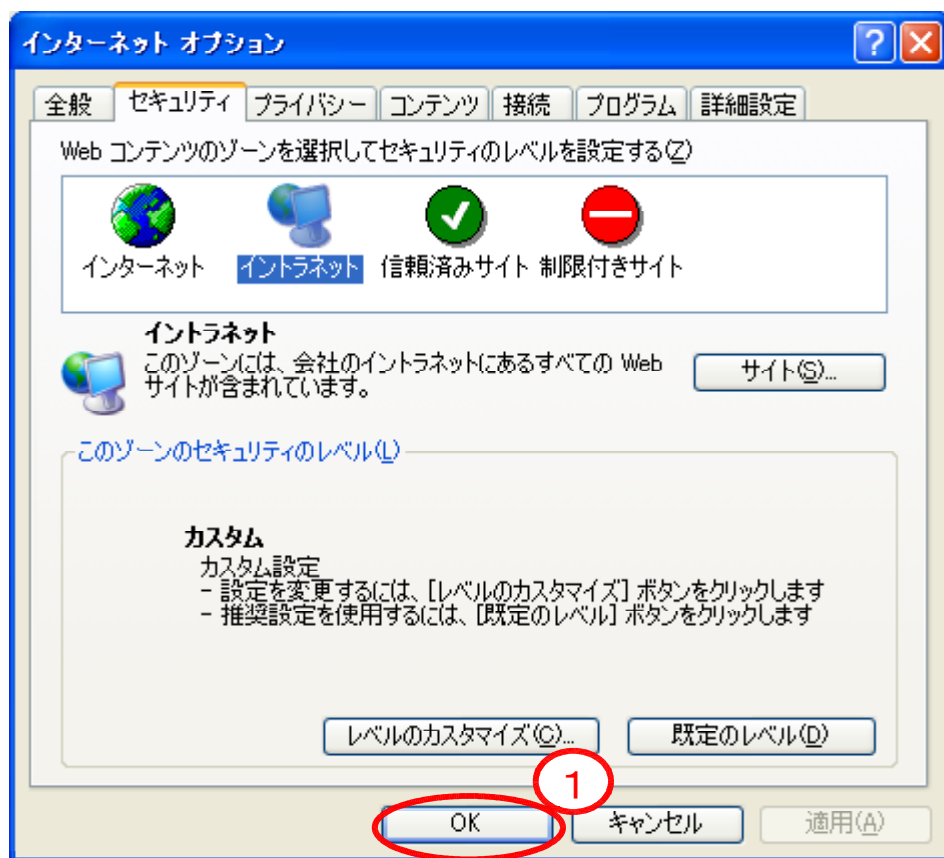 インターネット オプション
全般 セキュリティ プライバシー コンテンツ 接続 プログラム 詳細設定
Web コンテンツのゾーンを選択してセキュリティのレベルを設定する(Z)
インターネット イントラネット 信頼済みサイト 制限付きサイト
イントラネット
このゾーンには、会社のイントラネットにあるすべての Web
サイトが含まれています。
サイト(S)...
このゾーンのセキュリティのレベル(L)
カスタム
カスタム設定
- 設定を変更するには、[レベルのカスタマイズ] ボタンをクリックします
- 推奨設定を使用するには、[既定のレベル] ボタンをクリックします
レベルのカスタマイズ(C)... 既定のレベル(D)
1
OK キャンセル 適用(A)